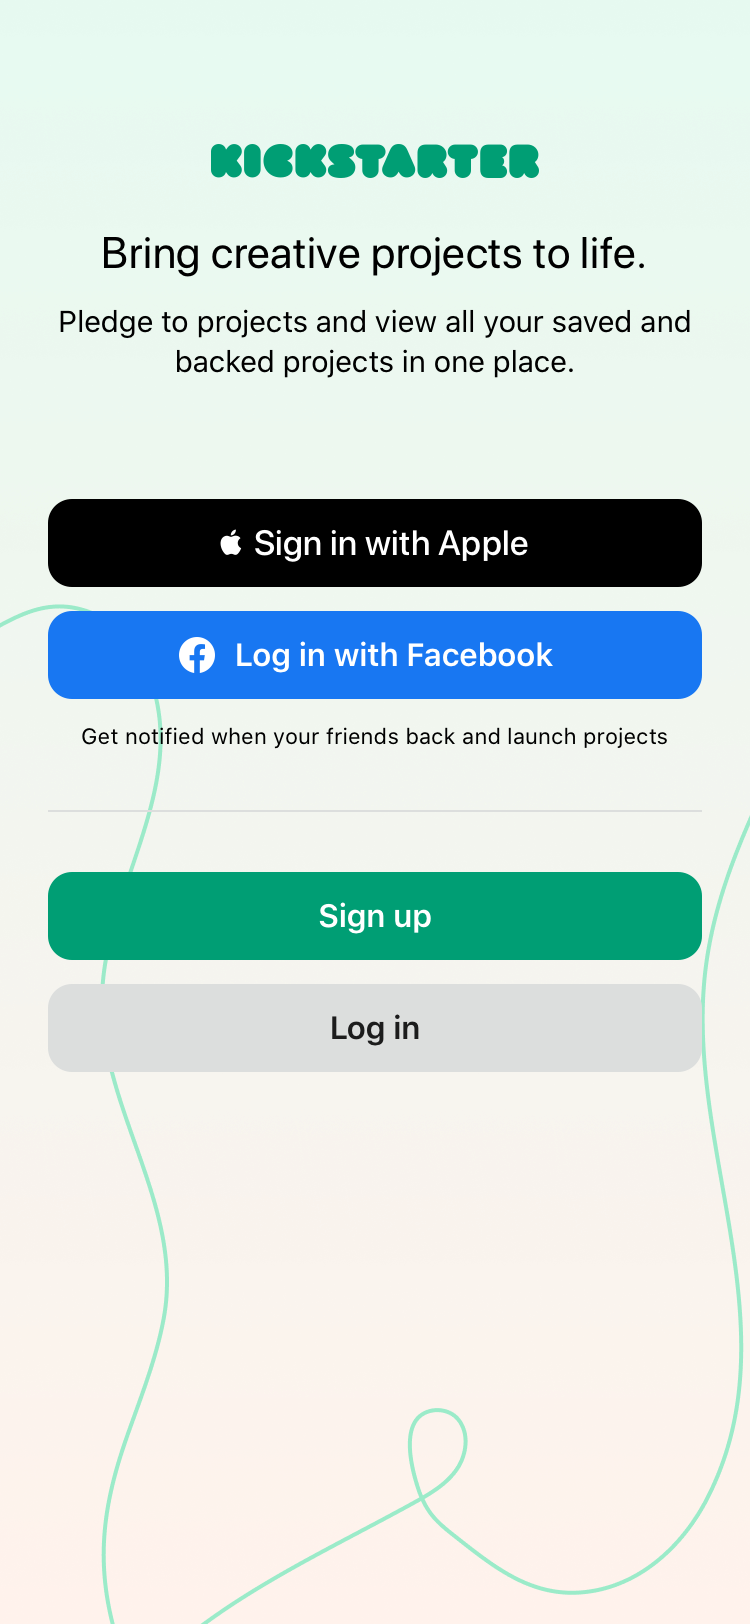 KICKSTARTER
Bring creative projects to life.
Pledge to projects and view all your saved and
backed projects in one place.
Sign in with Apple
Log in with Facebook
Get notified when your friends back and launch projects
Sign up
Log in